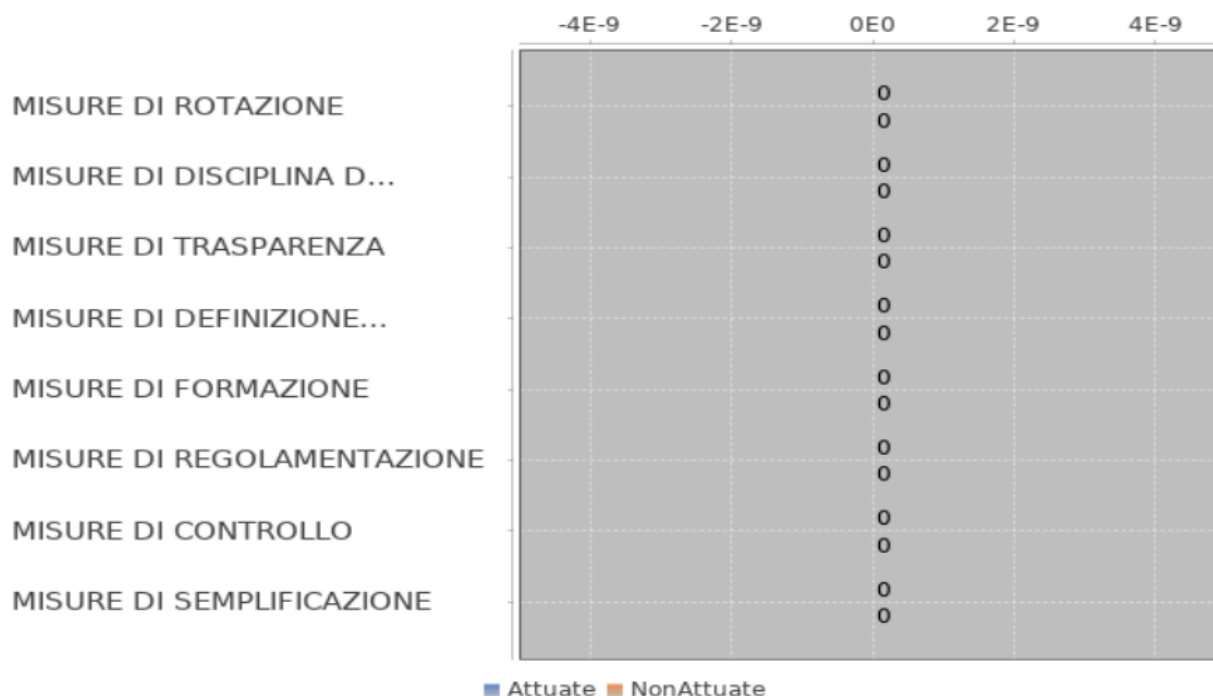 -4E-9 -2E-9 0E0 2E-9 4E-9
0
MISURE DI ROTAZIONE
0
0
MISURE DI DISCIPLINA D...
0
0
MISURE DI TRASPARENZA
0
0
MISURE DI DEFINIZIONE...
0
0
MISURE DI FORMAZIONE
0
0
MISURE DI REGOLAMENTAZIONE
0
0
MISURE DI CONTROLLO
0
0
MISURE DI SEMPLIFICAZIONE
0
Attuate NonAttuate